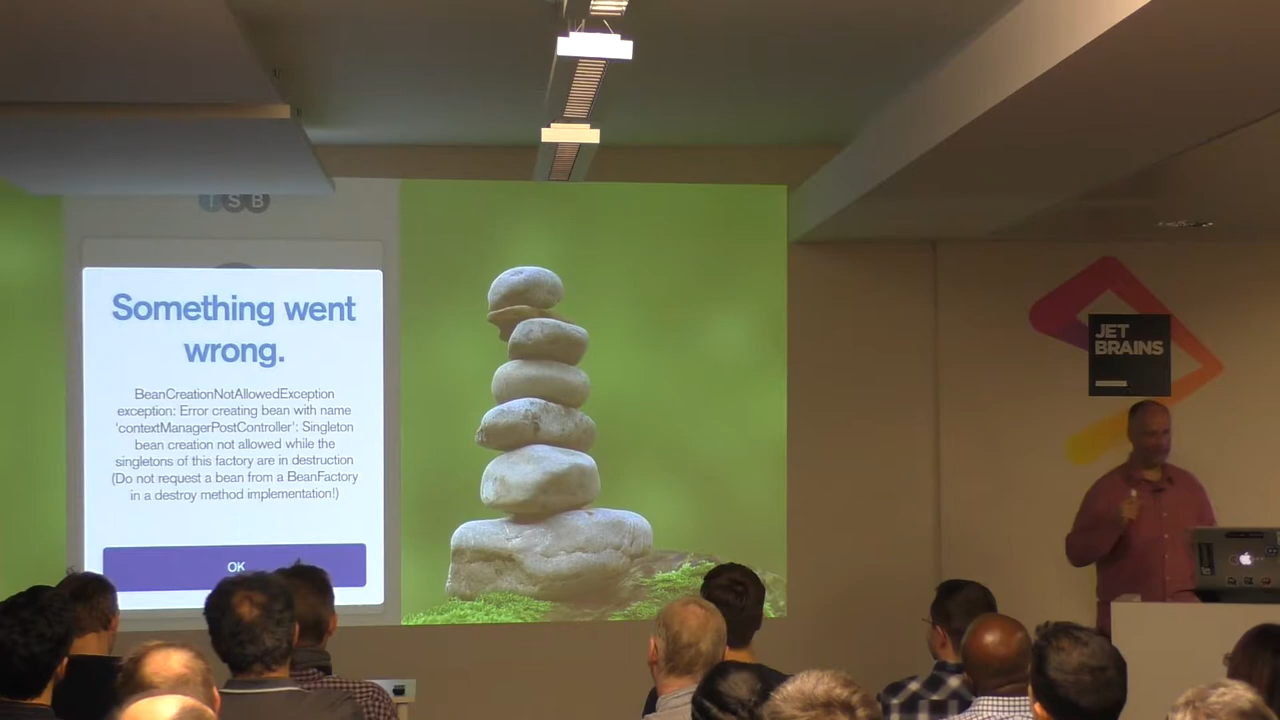 TSB
Something went
wrong.
BeanCreationNotAllowedException
exception: Error creating bean with name
'contextManagerPostController': Singleton
bean creation not allowed while the
singletons of this factory are in destruction
(Do not request a bean from a BeanFactory
in a destroy method implementation!)
OK
JET
BRAINS